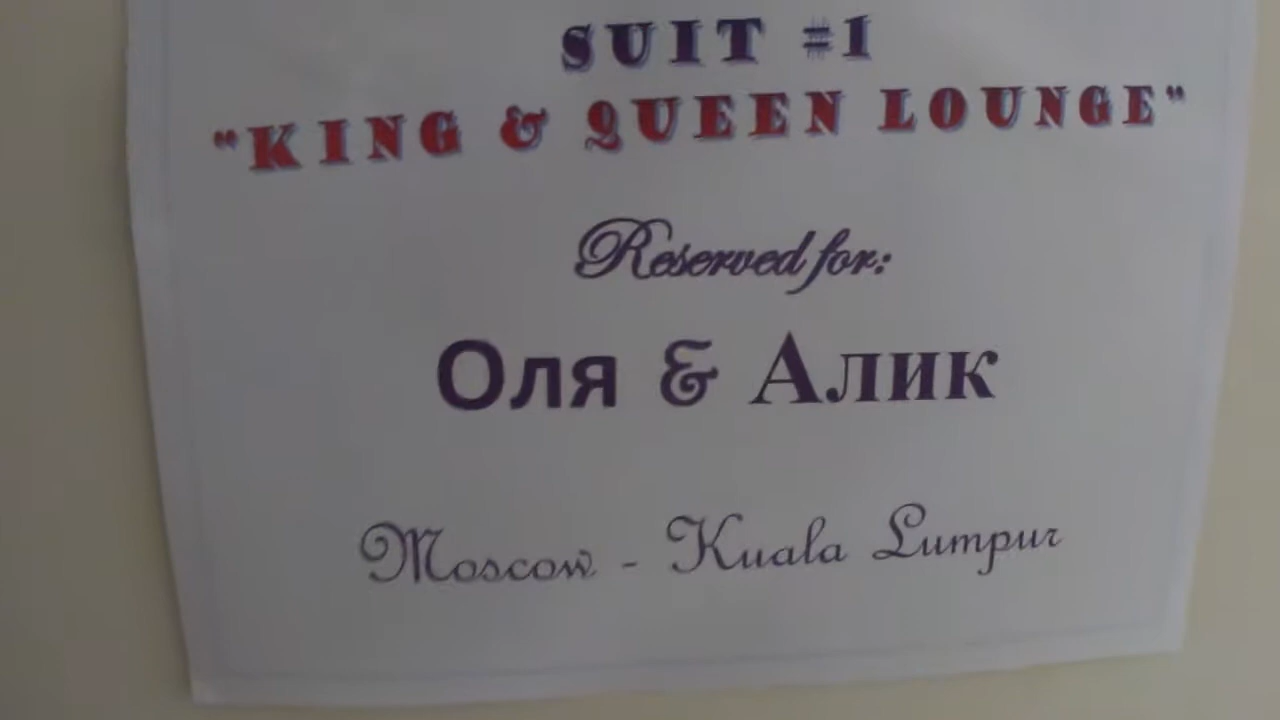 SUIT #1
"KING & QUEEN LOUNGE"
Reserved for:
Оля & Алик
Moscow - Kuala Lumpur